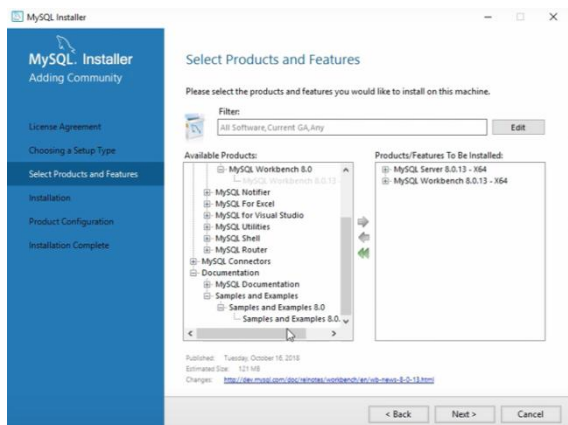 MySQL Installer
MySQL. Installer
Adding Community
License Agreement
Choosing a Setup Type
Select Products and Features
Installation
Product Configuration
Installation Complete
Select Products and Features
Please select the products and features you would like to install on this machine.
Filter:
All Software,Current GA,Any
Edit
Available Products:
MySQL Workbench 8.0
MySQL Workbench 8.0.13 -
MySQL Notifier
MySQL For Excel
MySQL for Visual Studio
MySQL Utilities
MySQL Shell
MySQL Router
MySQL Connectors
Documentation
MySQL Documentation
Samples and Examples
Samples and Examples 8.0
Samples and Examples 8.0.
Products/Features To Be Installed:
MySQL Server 8.0.13 - X64
MySQL Workbench 8.0.13 - X64
Published: Tuesday, October 16, 2018
Estimated Size: 121 MB
Changes: http://dev.mysql.com/doc/relnotes/workbench/en/wb-news-8-0-13.html
< Back
Next >
Cancel